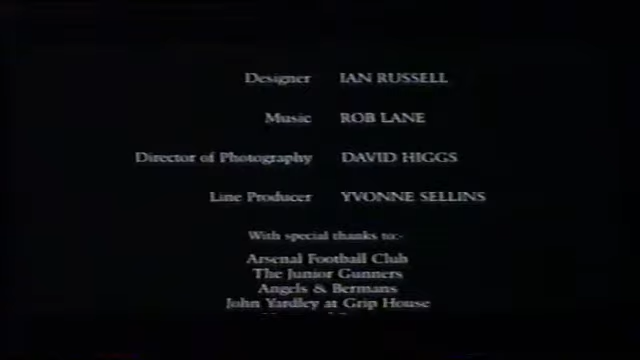 Designer IAN RUSSELL
Music ROB LANE
Director of Photography DAVID HIGGS
Line Producer YVONNE SELLINS
With special thanks to:-
Arsenal Football Club
The Junior Gunners
Angels & Bermans
John Yardley at Grip House